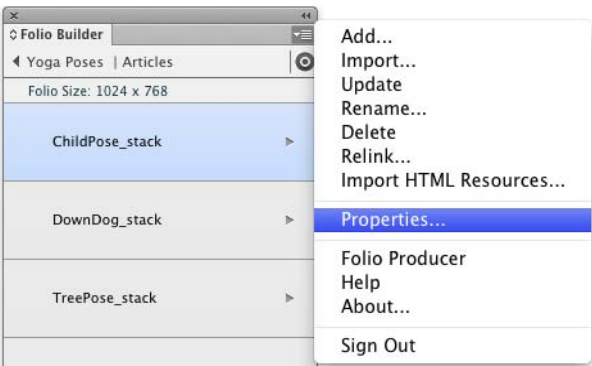 Folio Builder
Yoga Poses | Articles
Folio Size: 1024 x 768
ChildPose_stack
DownDog_stack
TreePose_stack
Add...
Import...
Update
Rename...
Delete
Relink...
Import HTML Resources...
Properties...
Folio Producer
Help
About...
Sign Out